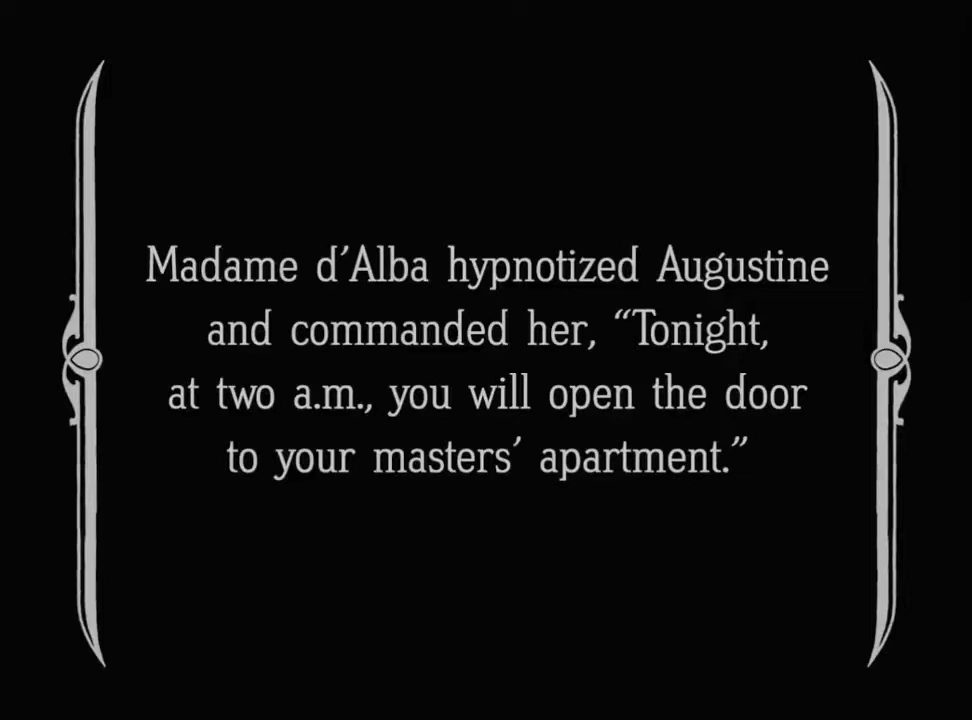 Madame d’Alba hypnotized Augustine
and commanded her, “Tonight,
at two a.m., you will open the door
to your masters’ apartment.”